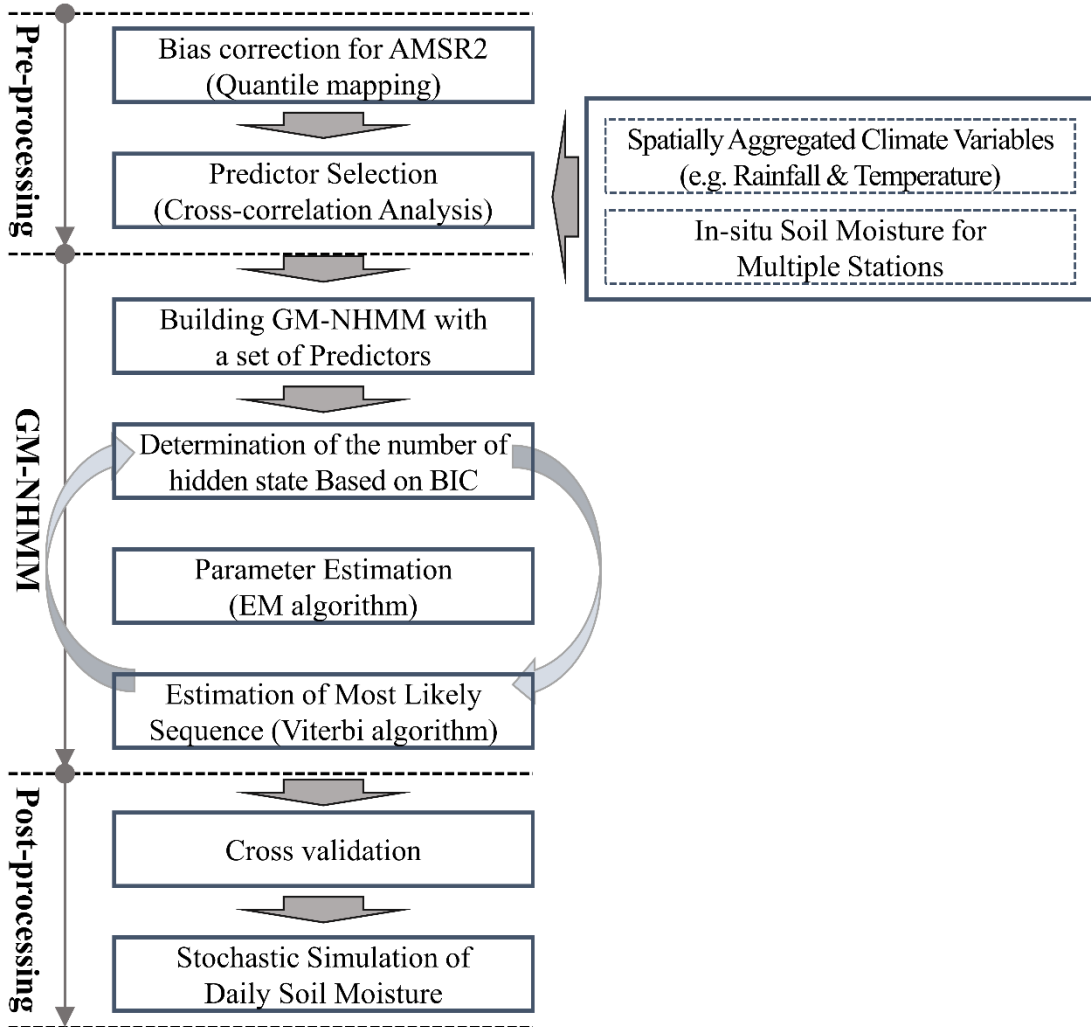 Pre-processing
Bias correction for AMSR2
(Quantile mapping)
Predictor Selection
(Cross-correlation Analysis)
Spatially Aggregated Climate Variables
(e.g. Rainfall & Temperature)
In-situ Soil Moisture for
Multiple Stations
GM-NHMM
Building GM-NHMM with
a set of Predictors
Determination of the number of
hidden state Based on BIC
Parameter Estimation
(EM algorithm)
Estimation of Most Likely
Sequence (Viterbi algorithm)
Post-processing
Cross validation
Stochastic Simulation of
Daily Soil Moisture